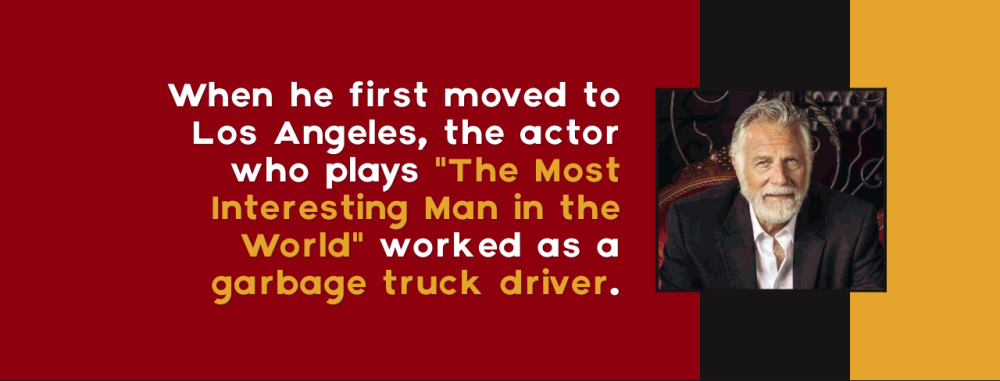 When he first moved to
Los Angeles, the actor
who plays "The Most
Interesting Man in the
World" worked as a
garbage truck driver.